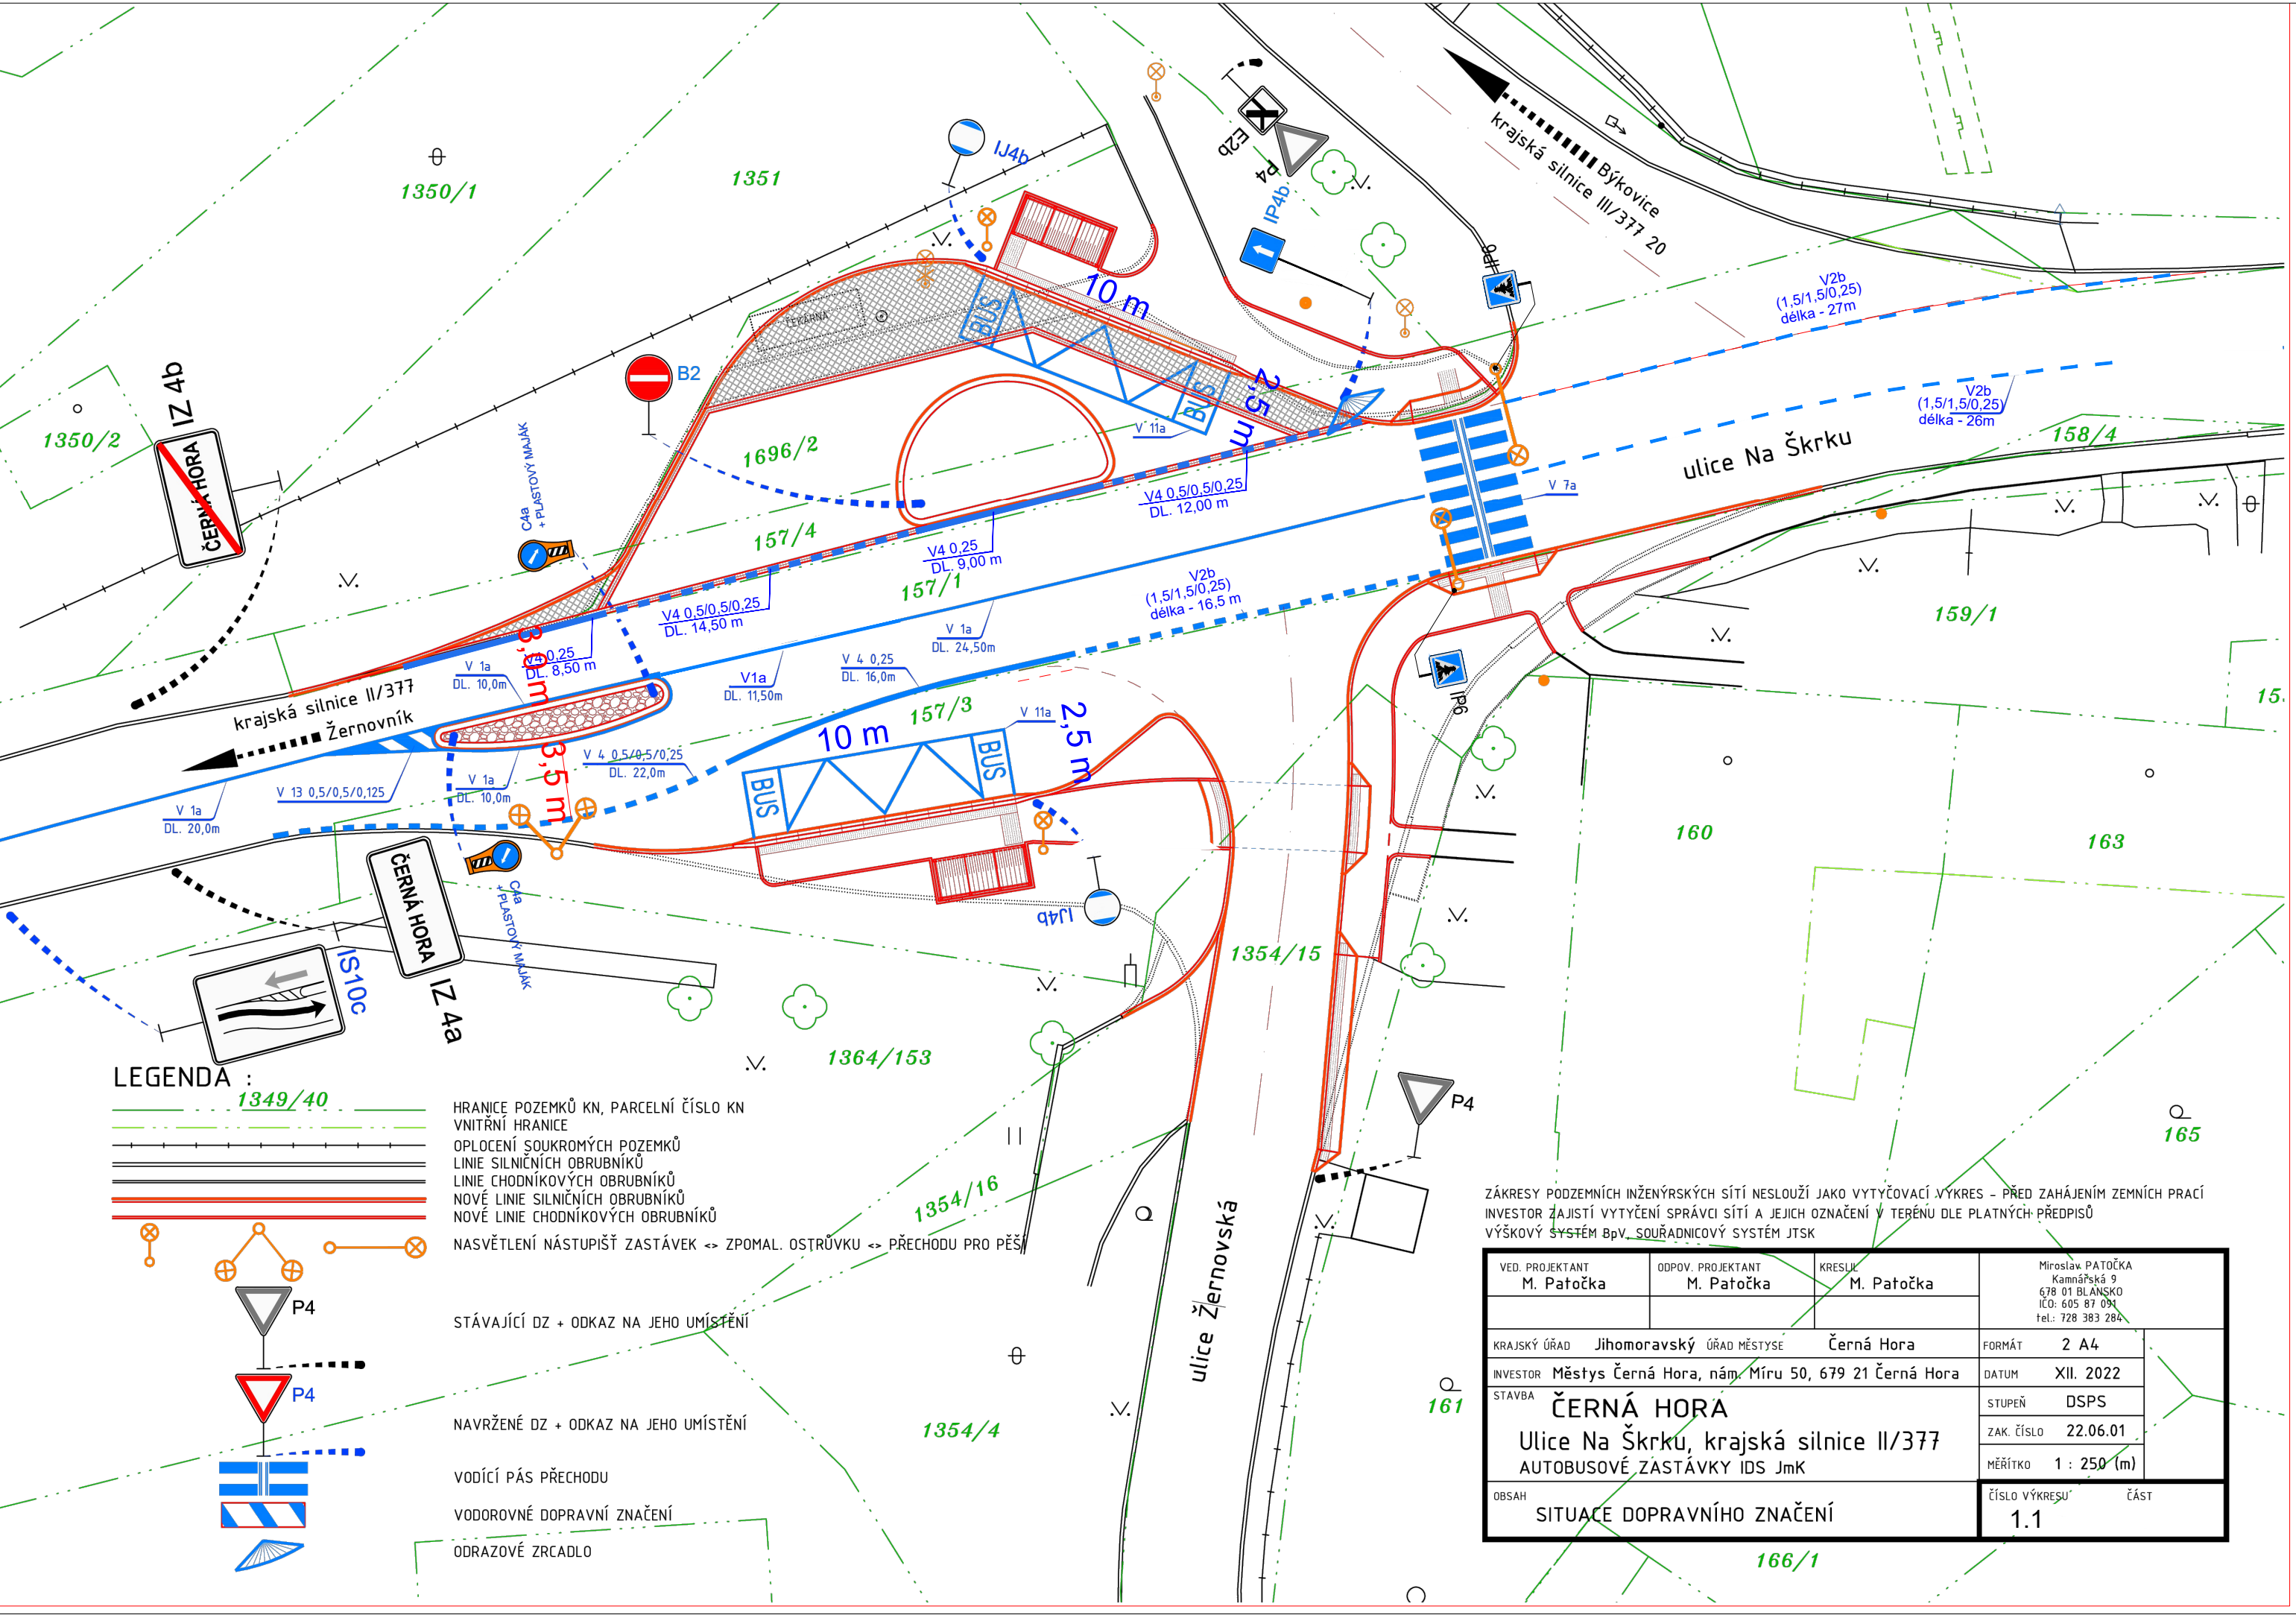 1350/1
1351
IJ4b
E2b
P4
IP4b
IP6
krajská silnice III/377 20
Býkovice
V2b
(1,5/1,5/0,25)
délka - 27m
V2b
(1,5/1,5/0,25)
délka - 26m
158/4
ulice Na Škrku
V 7a
10 m
BUS
BUS
2,5 m
ČEKÁRNA
V 11a
B2
IZ 4b
ČERNÁ HORA
1350/2
C4a
+ PLASTOVÝ MAJÁK
1696/2
157/4
157/1
V4 0,5/0,5/0,25
DL. 12,00 m
V4 0,25
DL. 9,00 m
V4 0,5/0,5/0,25
DL. 14,50 m
V4 0,25
DL. 8,50 m
V2b
(1,5/1,5/0,25)
délka - 16,5 m
V 1a
DL. 24,50m
V 4 0,25
DL. 16,0m
V1a
DL. 11,50m
V 1a
DL. 10,0m
3,0 m
3,5 m
krajská silnice II/377
Žernovník
V 1a
DL. 20,0m
V 13 0,5/0,5/0,125
V 1a
DL. 10,0m
V 4 0,5/0,5/0,25
DL. 22,0m
157/3
10 m
BUS
BUS
V 11a
2,5 m
IP6
159/1
15
160
163
IJ4b
C4a
+ PLASTOVÝ MAJÁK
ČERNÁ HORA
IZ 4a
IS10c
1354/15
1364/153
1354/16
1354/4
ulice Žernovská
P4
161
165
166/1
LEGENDA :
1349/40
HRANICE POZEMKŮ KN, PARCELNÍ ČÍSLO KN
VNITŘNÍ HRANICE
OPLOCENÍ SOUKROMÝCH POZEMKŮ
LINIE SILNIČNÍCH OBRUBNÍKŮ
LINIE CHODNÍKOVÝCH OBRUBNÍKŮ
NOVÉ LINIE SILNIČNÍCH OBRUBNÍKŮ
NOVÉ LINIE CHODNÍKOVÝCH OBRUBNÍKŮ
NASVĚTLENÍ NÁSTUPIŠŤ ZASTÁVEK <> ZPOMAL. OSTRŮVKU <> PŘECHODU PRO PĚŠÍ
P4
STÁVAJÍCÍ DZ + ODKAZ NA JEHO UMÍSTĚNÍ
P4
NAVRŽENÉ DZ + ODKAZ NA JEHO UMÍSTĚNÍ
VODÍCÍ PÁS PŘECHODU
VODOROVNÉ DOPRAVNÍ ZNAČENÍ
ODRAZOVÉ ZRCADLO
ZÁKRESY PODZEMNÍCH INŽENÝRSKÝCH SÍTÍ NESLOUŽÍ JAKO VYTYČOVACÍ VÝKRES - PŘED ZAHÁJENÍM ZEMNÍCH PRACÍ
INVESTOR ZAJISTÍ VYTYČENÍ SPRÁVCI SÍTÍ A JEJICH OZNAČENÍ V TERÉNU DLE PLATNÝCH PŘEDPISŮ
VÝŠKOVÝ SYSTÉM BpV, SOUŘADNICOVÝ SYSTÉM JTSK
VED. PROJEKTANT
M. Patočka
ODPOV. PROJEKTANT
M. Patočka
KRESLIL
M. Patočka
Miroslav PATOČKA
Kamnářská 9
678 01 BLANSKO
IČO: 605 87 091
tel.: 728 383 284
KRAJSKÝ ÚŘAD Jihomoravský ÚŘAD MĚSTYSE Černá Hora
FORMÁT 2 A4
INVESTOR Městys Černá Hora, nám. Míru 50, 679 21 Černá Hora
DATUM XII. 2022
STAVBA
ČERNÁ HORA
Ulice Na Škrku, krajská silnice II/377
AUTOBUSOVÉ ZASTÁVKY IDS JmK
STUPEŇ DSPS
ZAK. ČÍSLO 22.06.01
MĚŘÍTKO 1 : 250 (m)
OBSAH
SITUACE DOPRAVNÍHO ZNAČENÍ
ČÍSLO VÝKRESU ČÁST
1.1